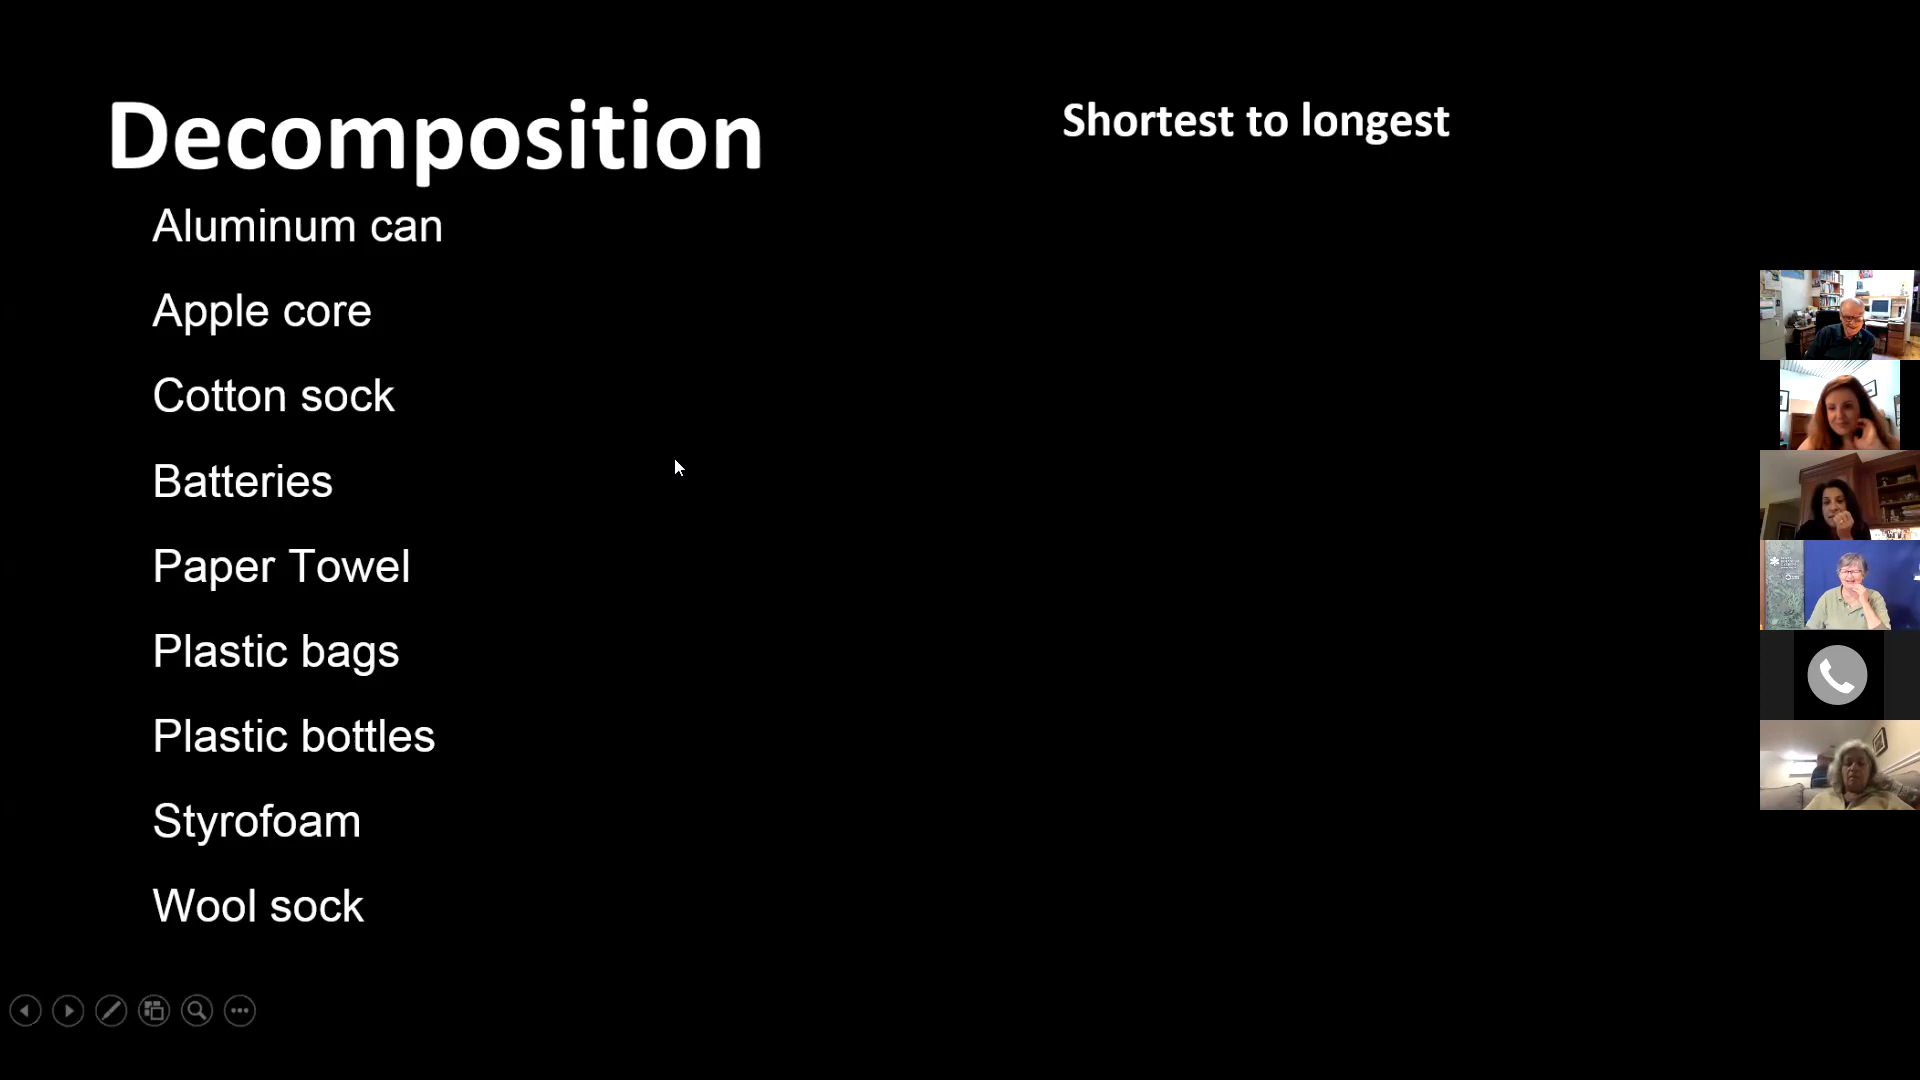 Decomposition
Shortest to longest
Aluminum can
Apple core
Cotton sock
Batteries
Paper Towel
Plastic bags
Plastic bottles
Styrofoam
Wool sock